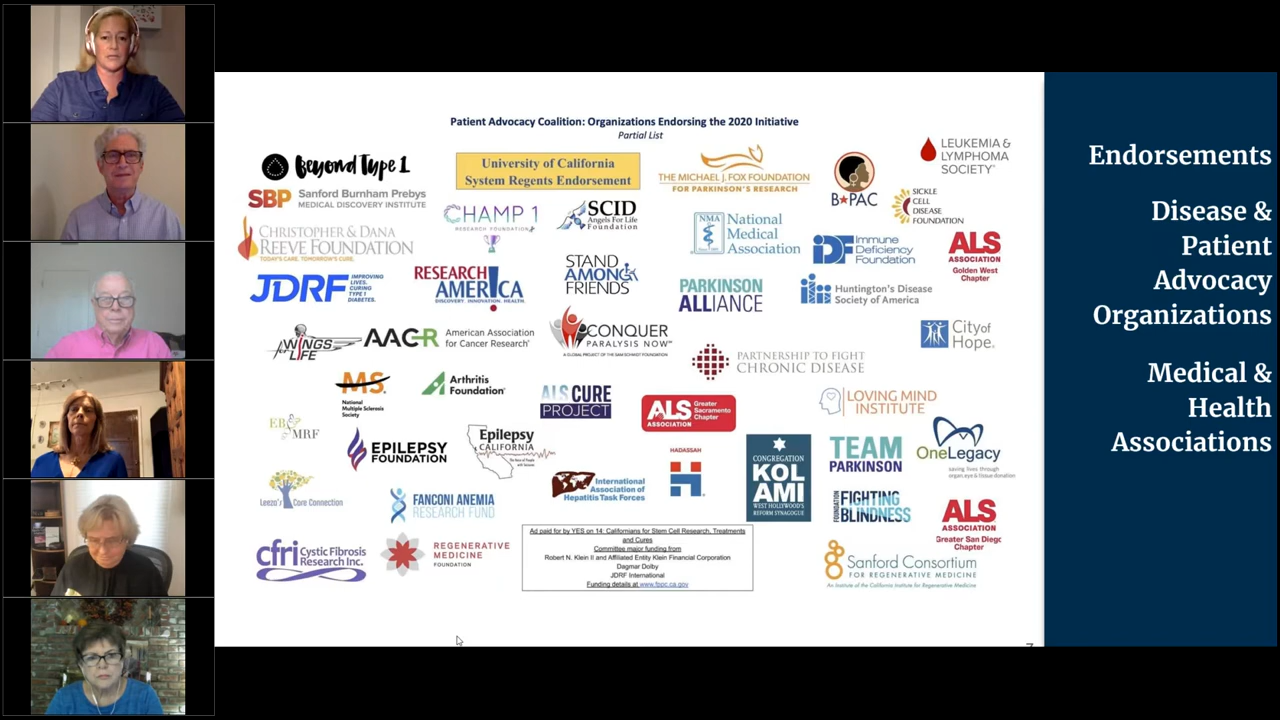 Patient Advocacy Coalition: Organizations Endorsing the 2020 Initiative
Partial List
Beyond Type 1
University of California
System Regents Endorsement
THE MICHAEL J. FOX FOUNDATION
FOR PARKINSON'S RESEARCH
B★PAC
LEUKEMIA &
LYMPHOMA
SOCIETY®
SBP Sanford Burnham Prebys
MEDICAL DISCOVERY INSTITUTE
CHAMP 1
RESEARCH FOUNDATION
SCID
Angels For Life
Foundation
NMA
National
Medical
Association
SICKLE
CELL
DISEASE
FOUNDATION
CHRISTOPHER & DANA
REEVE FOUNDATION
TODAY'S CARE. TOMORROW'S CURE.
IDF IMMUNE
DEFICIENCY
FOUNDATION
ALS
ASSOCIATION
Golden West
Chapter
JDRF IMPROVING
LIVES.
CURING
TYPE 1
DIABETES.
RESEARCH
AMERICA
DISCOVERY. INNOVATION. HEALTH.
STAND
AMONG
FRIENDS
PARKINSON
ALLIANCE
Huntington's Disease
Society of America
WINGS
LIFE
AACR American Association
for Cancer Research®
CONQUER
PARALYSIS NOW
A GLOBAL PROJECT OF THE SAM SCHMIDT FOUNDATION
PARTNERSHIP TO FIGHT
CHRONIC DISEASE
City of
Hope®
MS
National
Multiple Sclerosis
Society
Arthritis
Foundation®
ALS CURE
PROJECT
ALS
ASSOCIATION
Greater
Sacramento
Chapter
LOVING MIND
INSTITUTE
EB
MRF
EPILEPSY
FOUNDATION
Epilepsy
CALIFORNIA
International
Association of
Hepatitis Task Forces
HADASSAH
CONGREGATION
KOL
AMI
WEST HOLLYWOOD'S
REFORM SYNAGOGUE
TEAM
PARKINSON
OneLegacy
saving lives through
organ, eye & tissue donation
Leeza's Care Connection
FANCONI ANEMIA
RESEARCH FUND
FOUNDATION
FIGHTING
BLINDNESS
ALS
ASSOCIATION
Greater San Diego
Chapter
cfri Cystic Fibrosis
Research Inc.
REGENERATIVE
MEDICINE
FOUNDATION
Ad paid for by YES on 14: Californians for Stem Cell Research, Treatments
and Cures
Committee major funding from
Robert N. Klein II and Affiliated Entity Klein Financial Corporation
Dagmar Dolby
JDRF International
Funding details at www.fppc.ca.gov
Sanford Consortium
FOR REGENERATIVE MEDICINE
An Institute of the California Institute for Regenerative Medicine
Endorsements
Disease &
Patient
Advocacy
Organizations
Medical &
Health
Associations